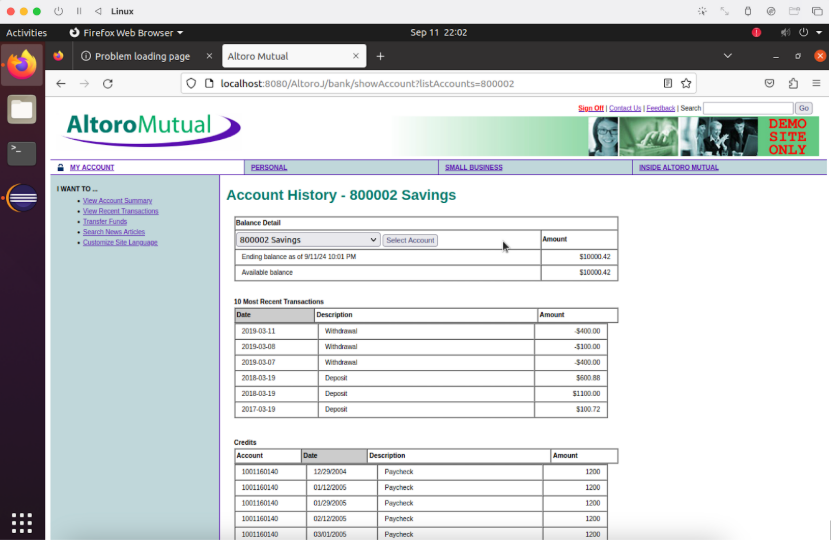 Linux
Activities
Firefox Web Browser
Sep 11 22:02
Problem loading page
Altoro Mutual
localhost:8080/AltoroJ/bank/showAccount?listAccounts=800002
Sign Off | Contact Us | Feedback | Search
Go
AltoroMutual
DEMO
SITE
ONLY
MY ACCOUNT
PERSONAL
SMALL BUSINESS
INSIDE ALTORO MUTUAL
I WANT TO ...
View Account Summary
View Recent Transactions
Transfer Funds
Search News Articles
Customize Site Language
Account History - 800002 Savings
Balance Detail
800002 Savings Select Account Amount
Ending balance as of 9/11/24 10:01 PM $10000.42
Available balance $10000.42
10 Most Recent Transactions
Date Description Amount
2019-03-11 Withdrawal -$400.00
2019-03-08 Withdrawal -$100.00
2019-03-07 Withdrawal -$400.00
2018-03-19 Deposit $600.88
2018-03-19 Deposit $1100.00
2017-03-19 Deposit $100.72
Credits
Account Date Description Amount
1001160140 12/29/2004 Paycheck 1200
1001160140 01/12/2005 Paycheck 1200
1001160140 01/29/2005 Paycheck 1200
1001160140 02/12/2005 Paycheck 1200
1001160140 03/01/2005 Paycheck 1200